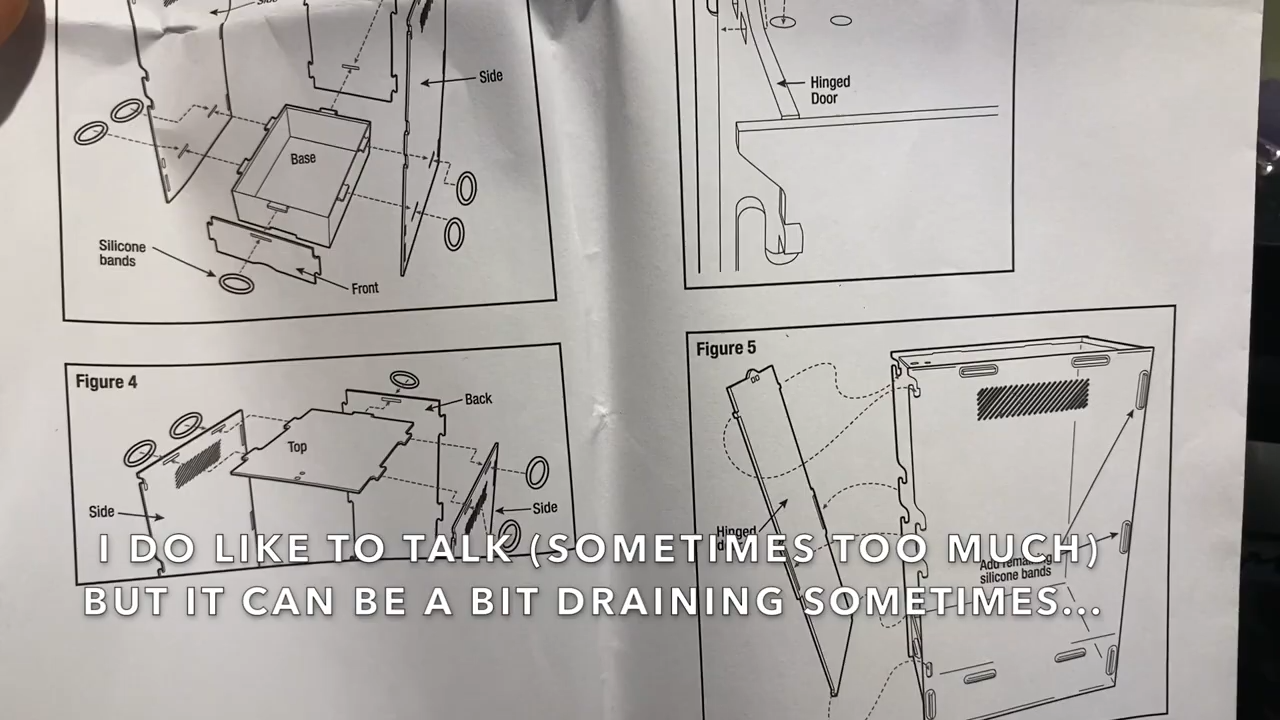 Side
Base
Silicone
bands
Front
Hinged
Door
Figure 4
Back
Top
Side
Side
Figure 5
Hinged
Add remaining
silicone bands
I DO LIKE TO TALK (SOMETIMES TOO MUCH)
BUT IT CAN BE A BIT DRAINING SOMETIMES...